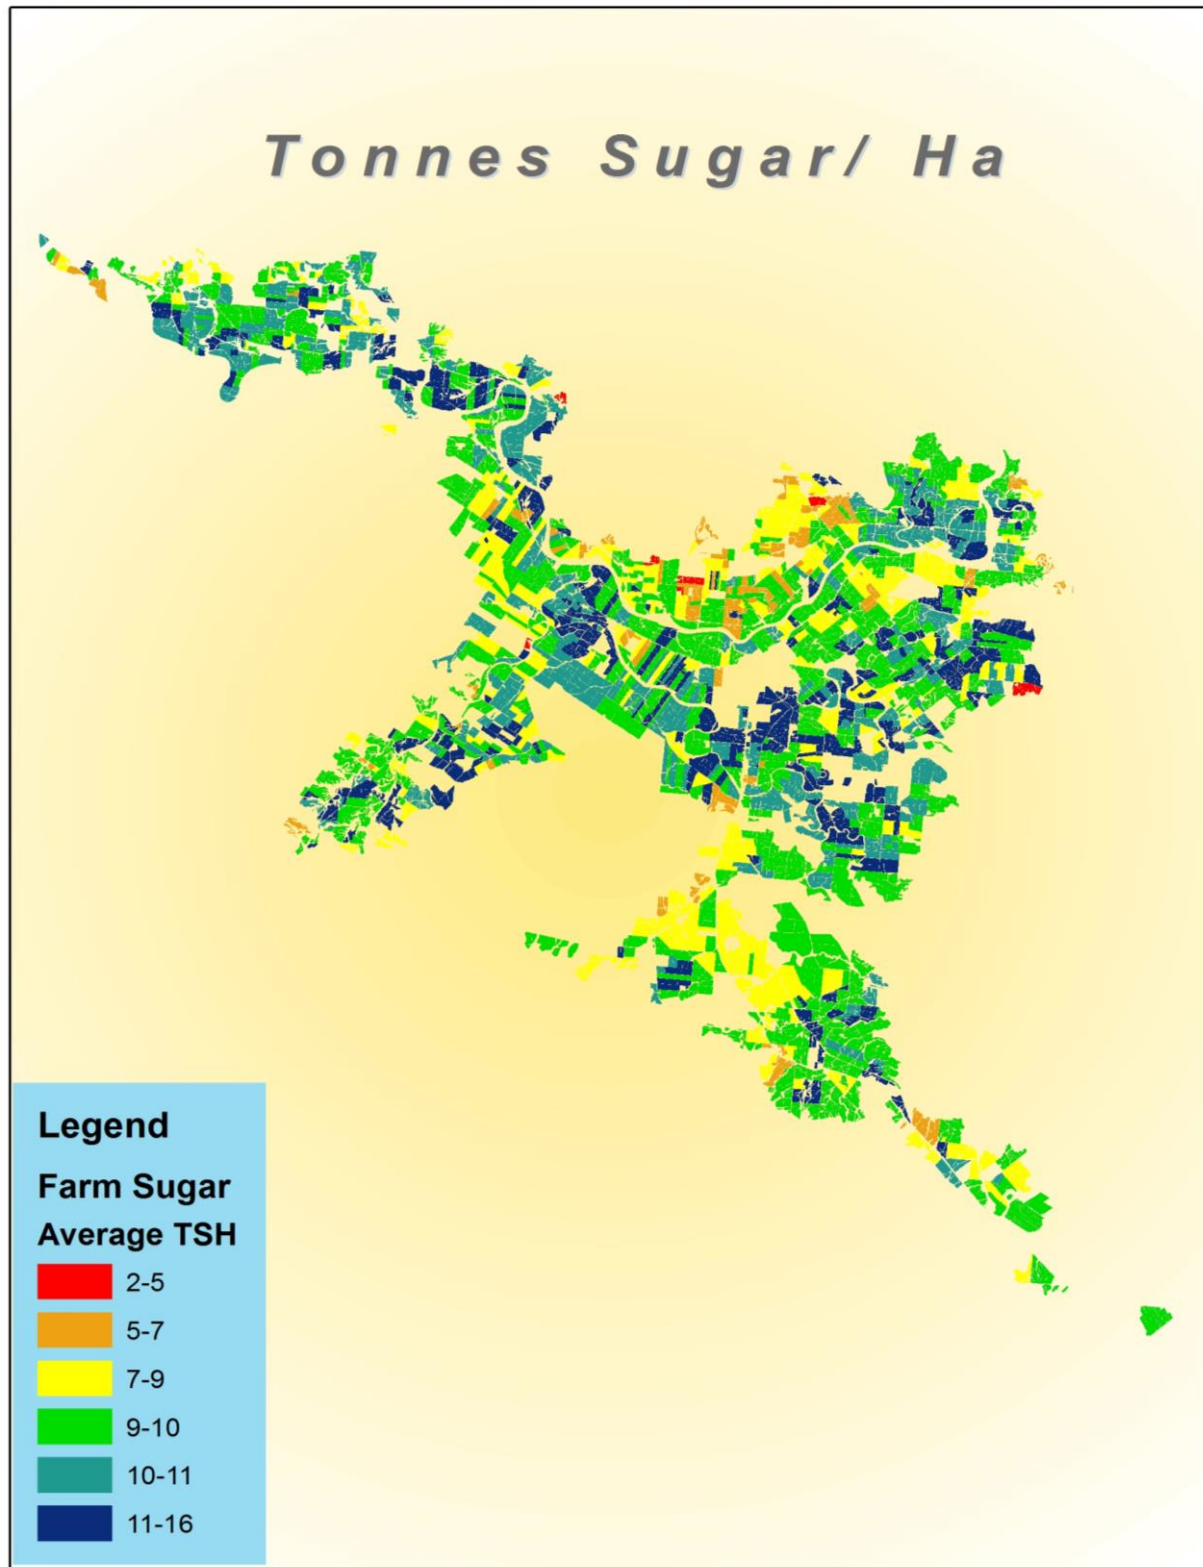 Tonnes Sugar/ Ha
Legend
Farm Sugar
Average TSH
2-5
5-7
7-9
9-10
10-11
11-16